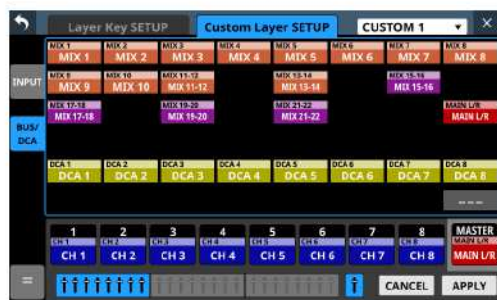 Layer Key SETUP Custom Layer SETUP CUSTOM 1
MIX 1 MIX 2 MIX 3 MIX 4 MIX 5 MIX 6 MIX 7 MIX 8
MIX 1 MIX 2 MIX 3 MIX 4 MIX 5 MIX 6 MIX 7 MIX 8
INPUT
MIX 9 MIX 10 MIX 11-12 MIX 13-14 MIX 15-16
MIX 9 MIX 10 MIX 11-12 MIX 13-14 MIX 15-16
MIX 17-18 MIX 19-20 MIX 21-22 MAIN L/R
MIX 17-18 MIX 19-20 MIX 21-22 MAIN L/R
BUS/
DCA
DCA 1 DCA 2 DCA 3 DCA 4 DCA 5 DCA 6 DCA 7 DCA 8
DCA 1 DCA 2 DCA 3 DCA 4 DCA 5 DCA 6 DCA 7 DCA 8
---
1 2 3 4 5 6 7 8 MASTER
CH 1 CH 2 CH 3 CH 4 CH 5 CH 6 CH 7 CH 8 MAIN L/R
CH 1 CH 2 CH 3 CH 4 CH 5 CH 6 CH 7 CH 8 MAIN L/R
CANCEL APPLY